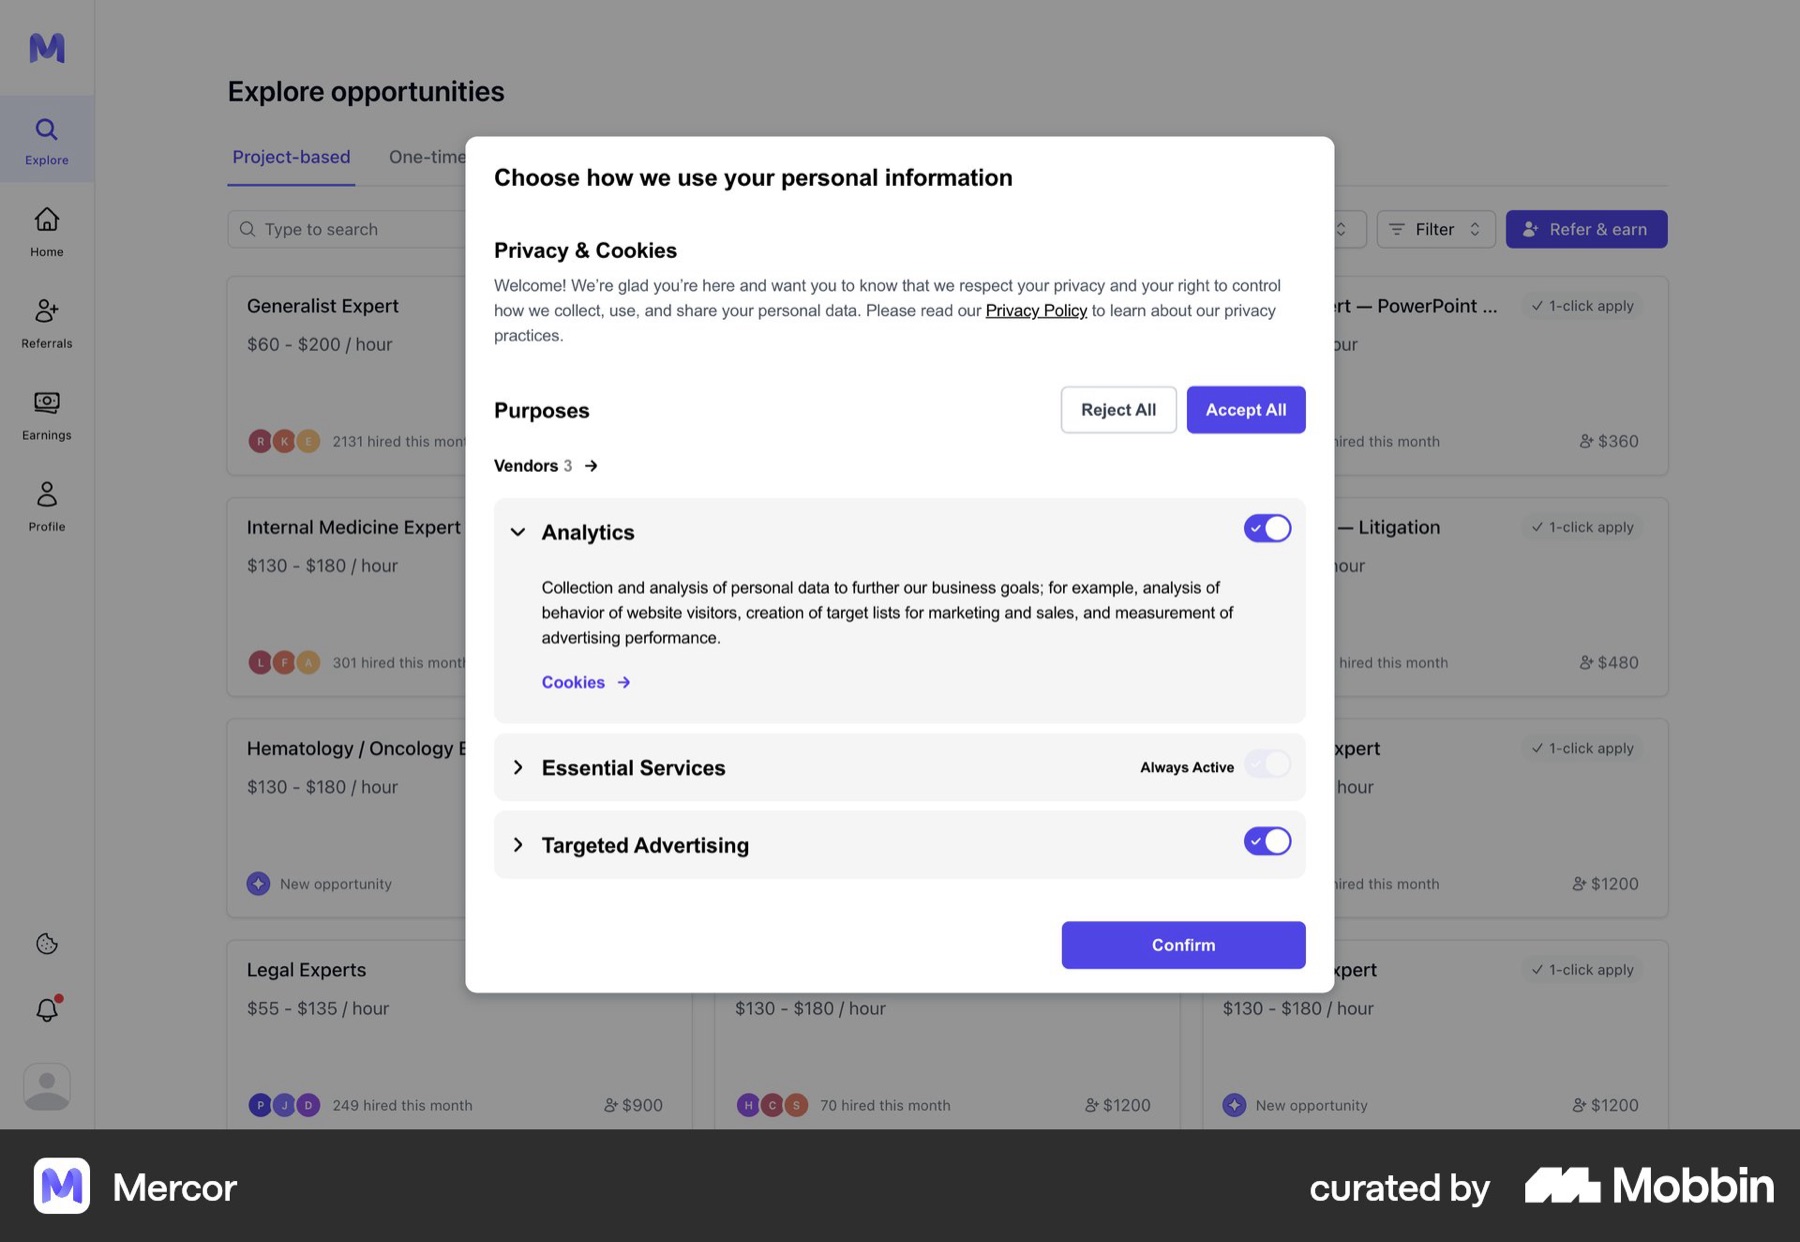 Explore
Home
Referrals
Earnings
Profile
Explore opportunities
Project-based
One-time
Type to search
Filter
Refer & earn
Generalist Expert
$60 - $200 / hour
R K E
2131 hired this
PowerPoint ...
1-click apply
hired this month
$360
Internal Medicine Expert
$130 - $180 / hour
L F A
301 hired this month
— Litigation
1-click apply
hour
hired this month
$480
Hematology / Oncology
$130 - $180 / hour
New opportunity
1-click apply
hour
hired this month
$1200
Legal Experts
$55 - $135 / hour
P J D
249 hired this month
$900
$130 - $180 / hour
H C S
70 hired this month
$1200
1-click apply
$130 - $180 / hour
New opportunity
$1200
Choose how we use your personal information
Privacy & Cookies
Welcome! We’re glad you’re here and want you to know that we respect your privacy and your right to control
how we collect, use, and share your personal data. Please read our Privacy Policy to learn about our privacy
practices.
Purposes
Reject All
Accept All
Vendors 3
Analytics
Collection and analysis of personal data to further our business goals; for example, analysis of
behavior of website visitors, creation of target lists for marketing and sales, and measurement of
advertising performance.
Cookies
Essential Services
Always Active
Targeted Advertising
Confirm
Mercor
curated by
Mobbin